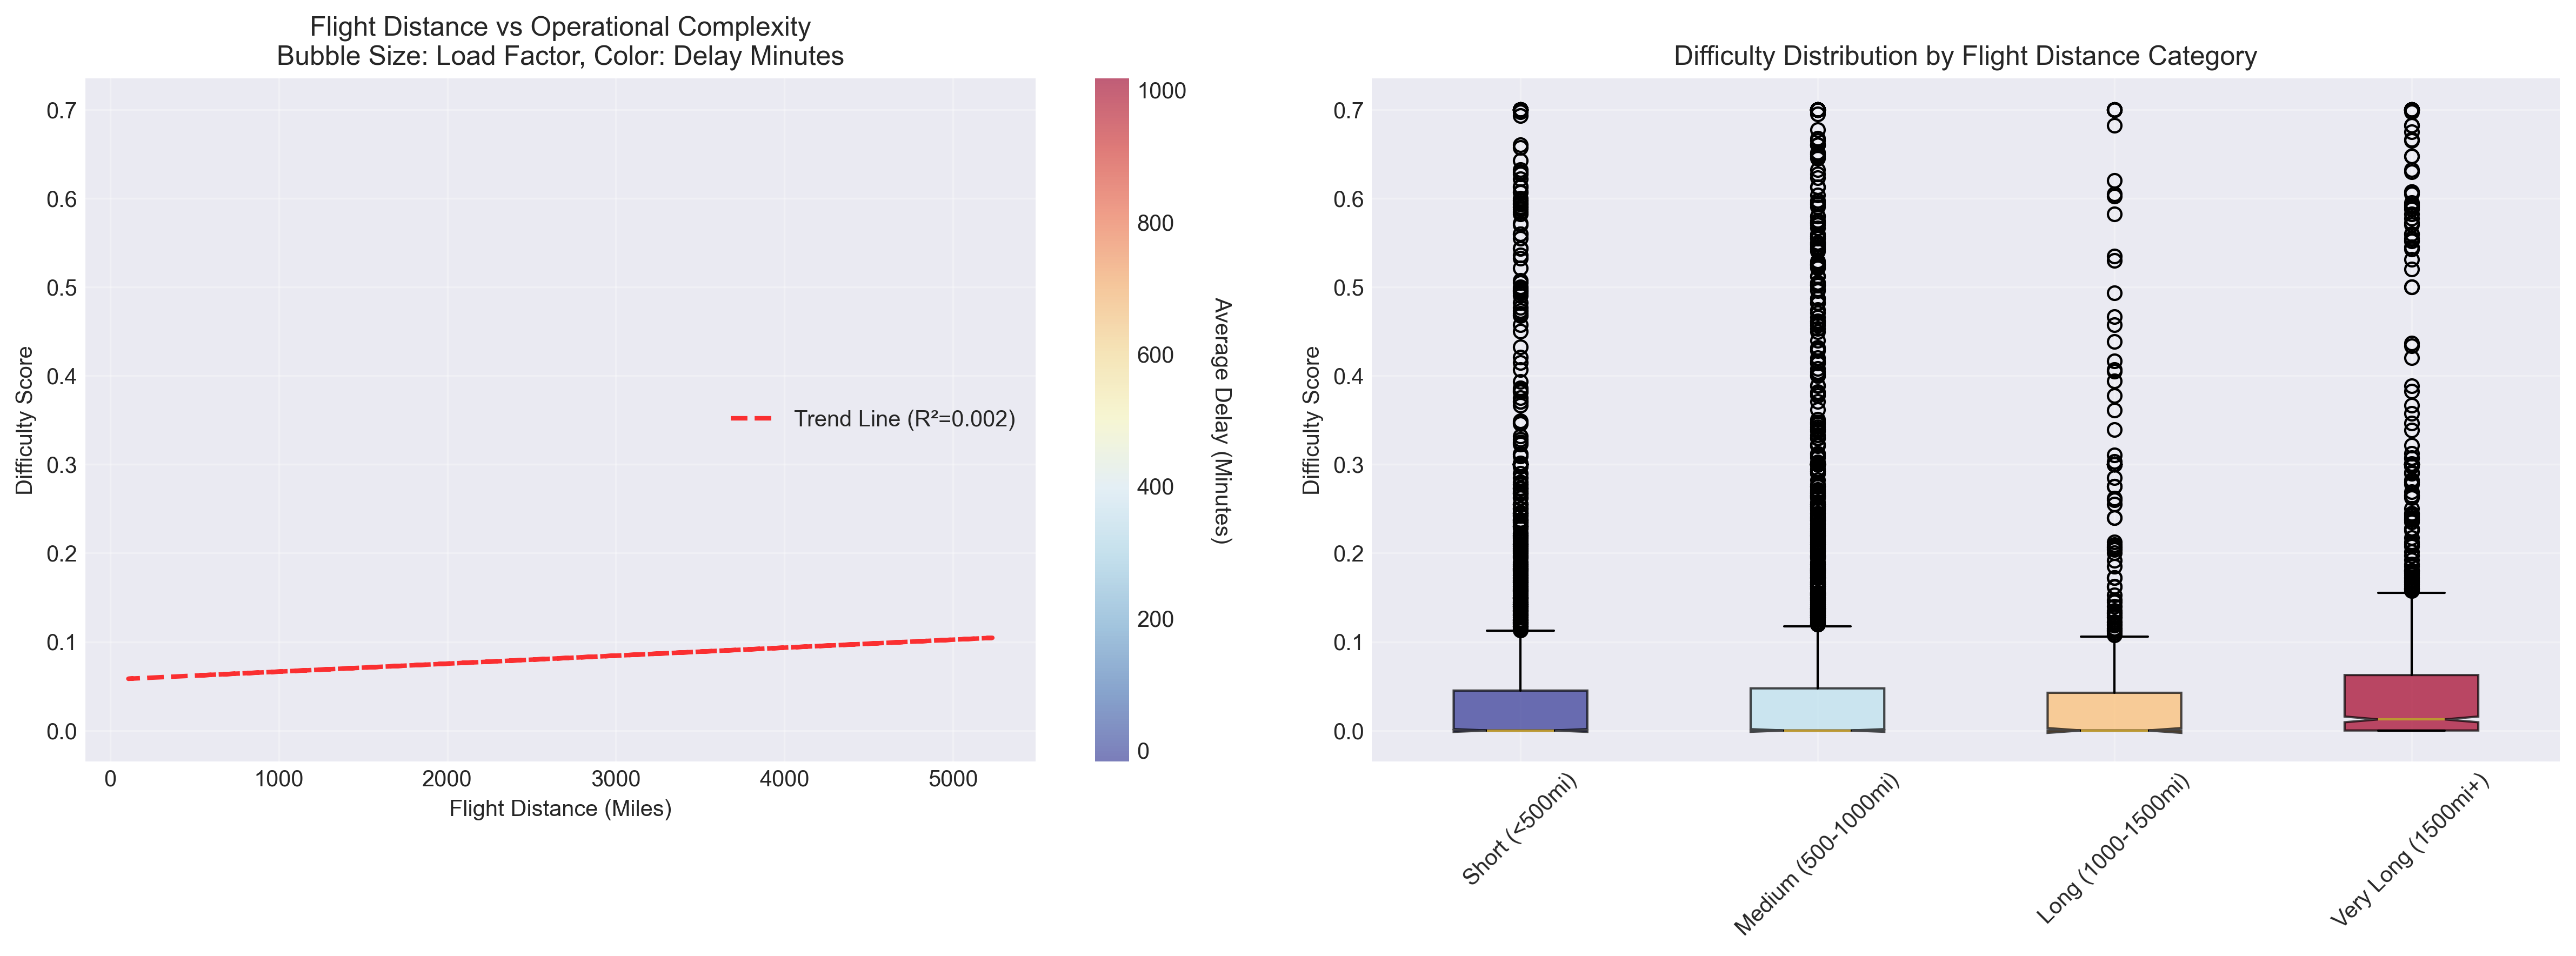 Flight Distance vs Operational Complexity
Bubble Size: Load Factor, Color: Delay Minutes
0.7
0.6
0.5
0.4
0.3
0.2
0.1
0.0
Difficulty Score
Trend Line (R²=0.002)
0 1000 2000 3000 4000 5000
Flight Distance (Miles)
1000
800
600
400
200
0
Average Delay (Minutes)
Difficulty Distribution by Flight Distance Category
0.7
0.6
0.5
0.4
0.3
0.2
0.1
0.0
Difficulty Score
Short (<500mi)
Medium (500-1000mi)
Long (1000-1500mi)
Very Long (1500mi+)